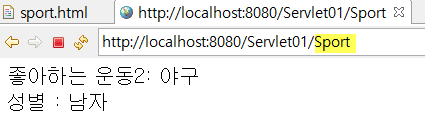 sport.html
http://localhost:8080/Servlet01/Sport
http://localhost:8080/Servlet01/Sport
좋아하는 운동2: 야구
성별 : 남자